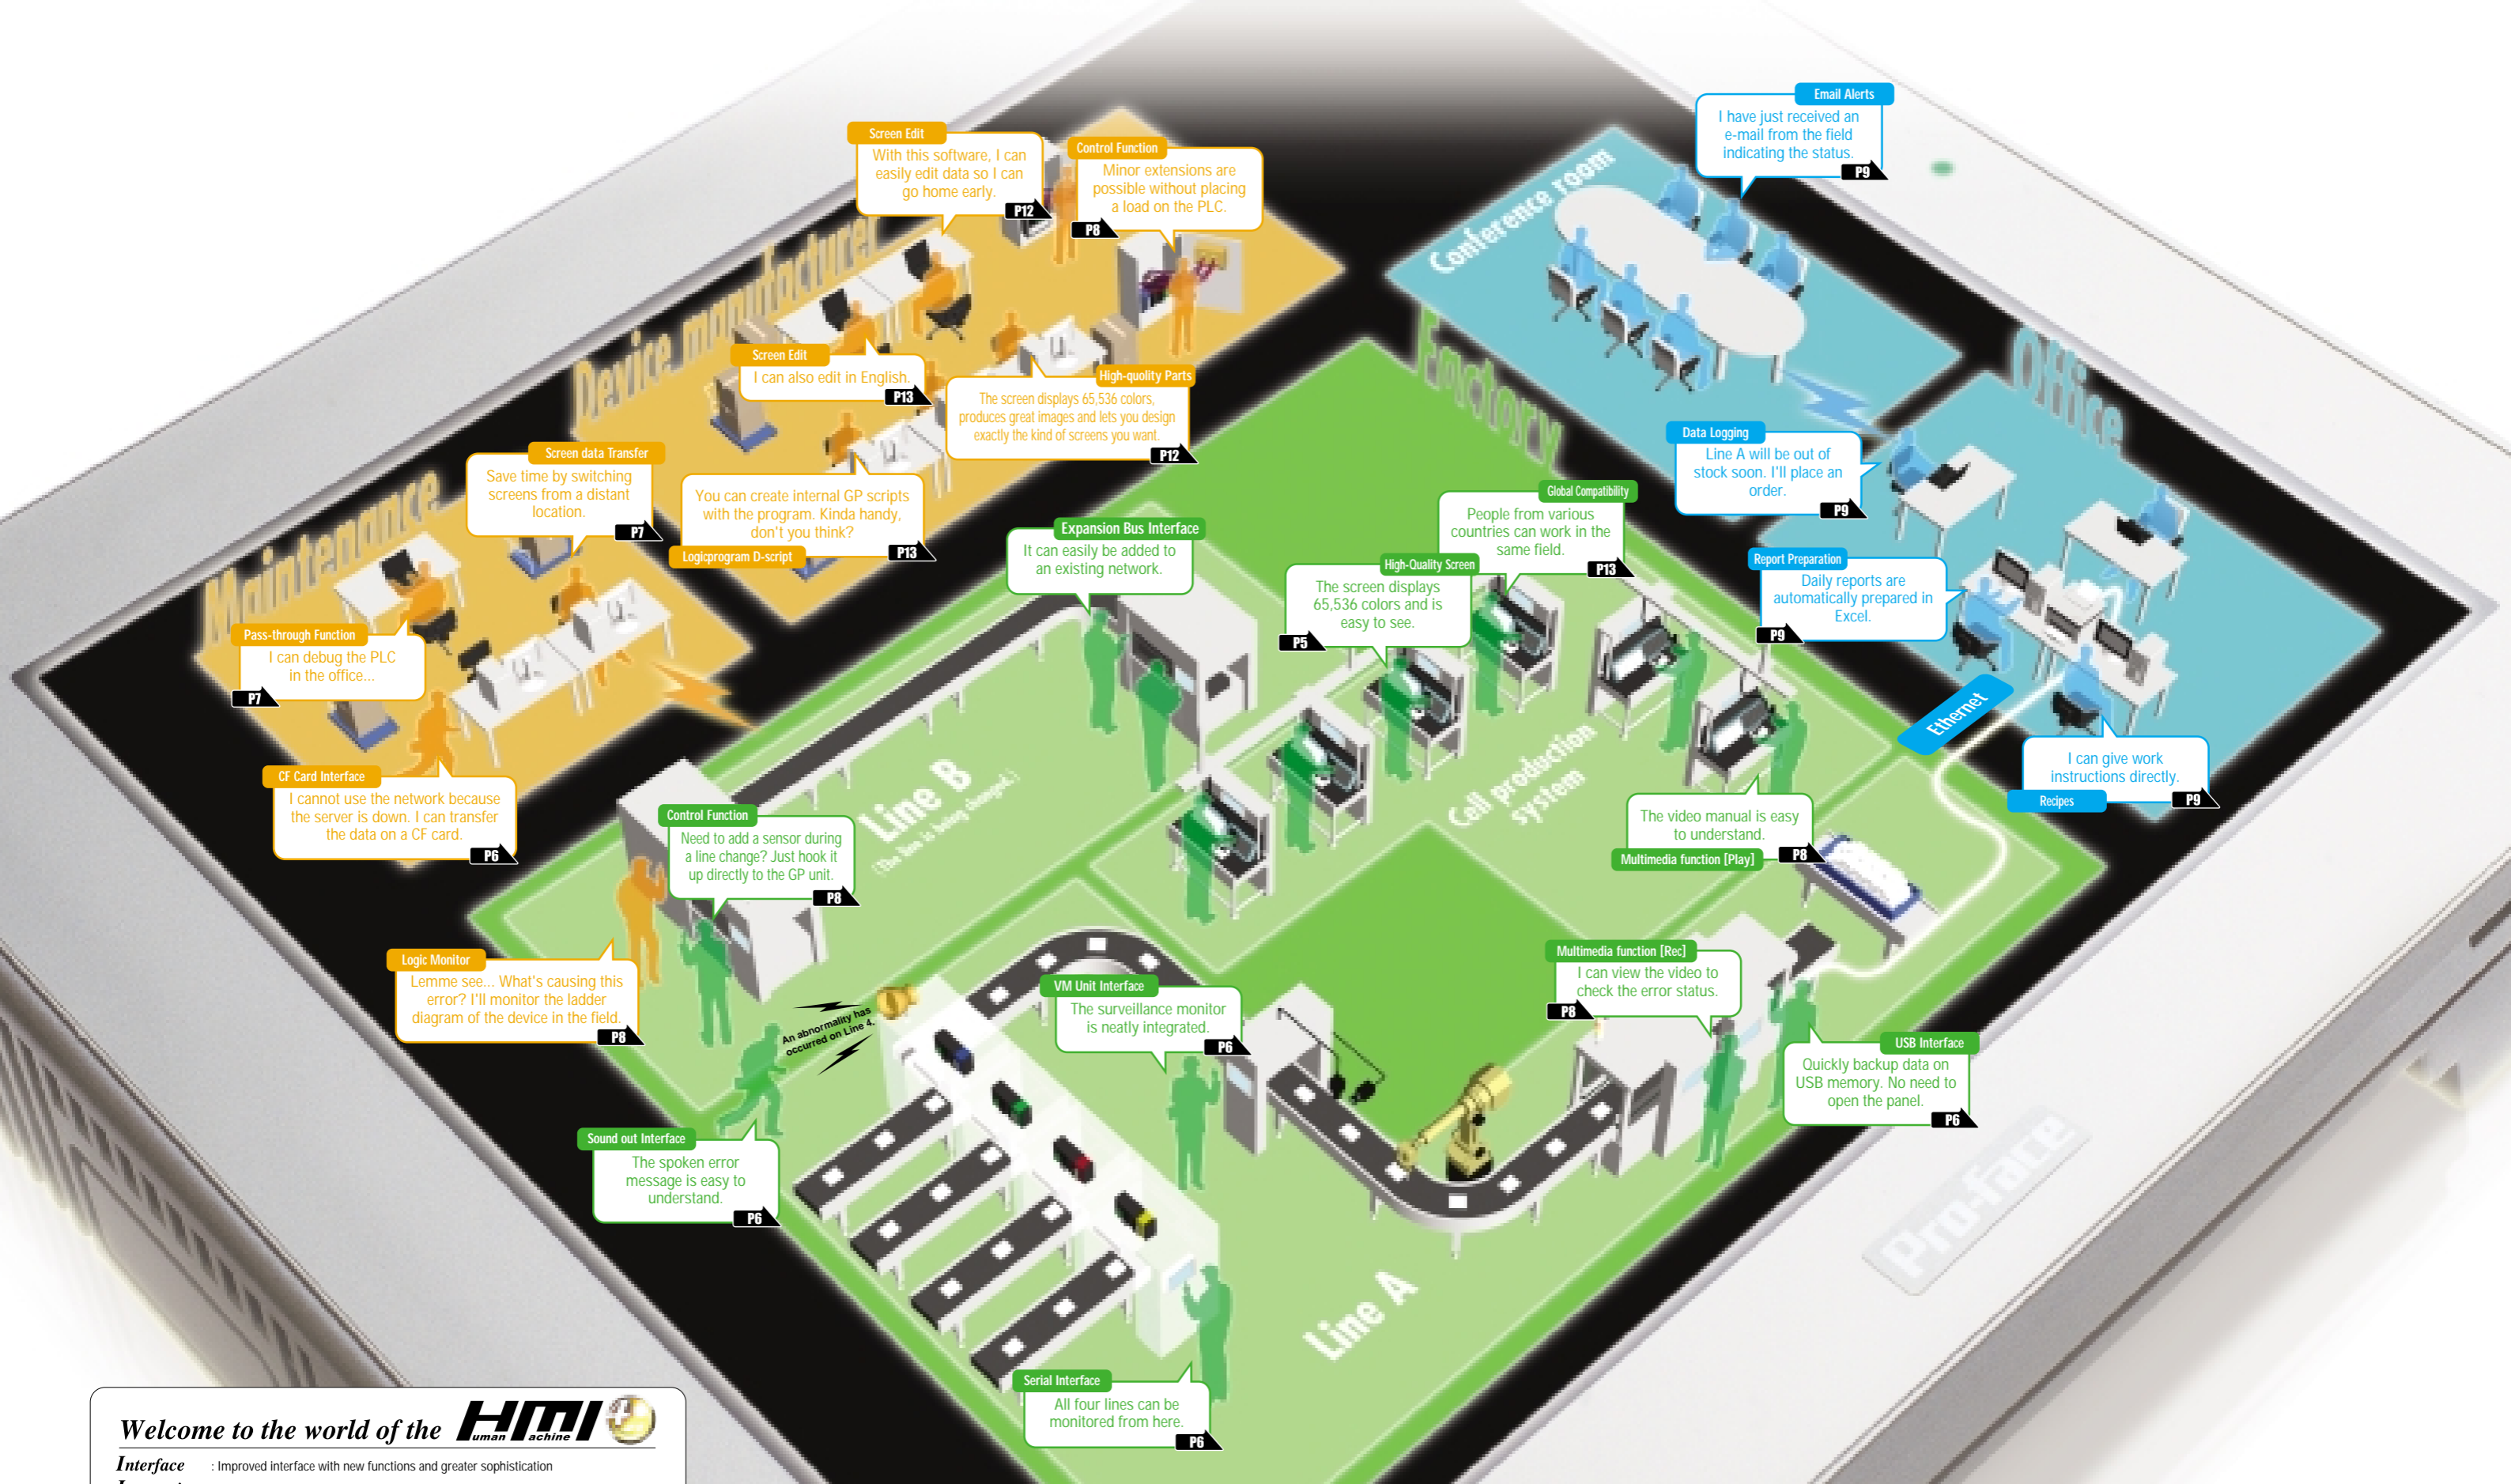 Email Alerts
I have just received an
e-mail from the field
indicating the status.
P9
Screen Edit
With this software, I can
easily edit data so I can
go home early.
P12
Control Function
Minor extensions are
possible without placing
a load on the PLC.
P8
Conference room
Device manufacturer
Factory
Office
Screen Edit
I can also edit in English.
P13
High-quolity Parts
The screen displays 65,536 colors,
produces great images and lets you design
exactly the kind of screens you want.
P12
Data Logging
Line A will be out of
stock soon. I'll place an
order.
P9
Screen data Transfer
Save time by switching
screens from a distant
location.
P7
You can create internal GP scripts
with the program. Kinda handy,
don't you think?
Logicprogram D-script
P13
Maintenance
Global Compatibility
People from various
countries can work in the
same field.
P13
Expansion Bus Interface
It can easily be added to
an existing network.
High-Quality Screen
The screen displays
65,536 colors and is
easy to see.
P5
Report Preparation
Daily reports are
automatically prepared in
Excel.
P9
Pass-through Function
I can debug the PLC
in the office...
P7
Ethernet
I can give work
instructions directly.
Recipes
P9
CF Card Interface
I cannot use the network because
the server is down. I can transfer
the data on a CF card.
P6
Line B
(The line is being changed.)
Cell production
system
Control Function
Need to add a sensor during
a line change? Just hook it
up directly to the GP unit.
P8
The video manual is easy
to understand.
Multimedia function [Play]
P8
Logic Monitor
Lemme see... What's causing this
error? I'll monitor the ladder
diagram of the device in the field.
P8
Multimedia function [Rec]
I can view the video to
check the error status.
P8
VM Unit Interface
The surveillance monitor
is neatly integrated.
P6
An abnormality has
occurred on Line 4.
USB Interface
Quickly backup data on
USB memory. No need to
open the panel.
P6
Sound out Interface
The spoken error
message is easy to
understand.
P6
Pro-face
Line A
Serial Interface
All four lines can be
monitored from here.
P6
Welcome to the world of the HMI
Human Machine
Interface : Improved interface with new functions and greater sophistication